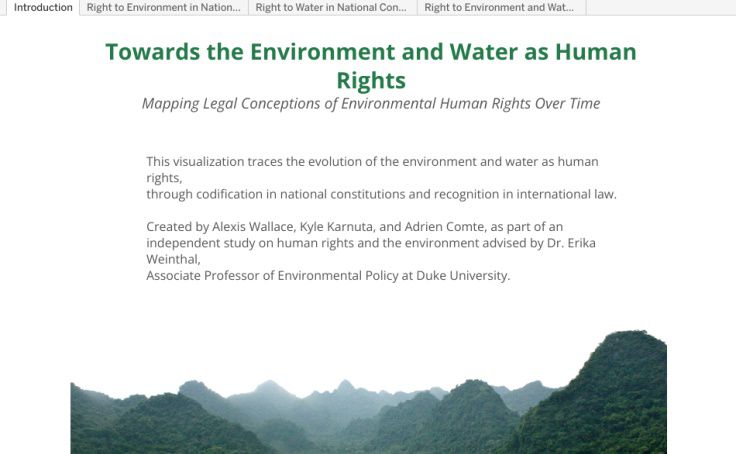 Introduction
Right to Environment in Nation...
Right to Water in National Con...
Right to Environment and Wat...
Towards the Environment and Water as Human
Rights
Mapping Legal Conceptions of Environmental Human Rights Over Time
This visualization traces the evolution of the environment and water as human
rights,
through codification in national constitutions and recognition in international law.
Created by Alexis Wallace, Kyle Karnuta, and Adrien Comte, as part of an
independent study on human rights and the environment advised by Dr. Erika
Weinthal,
Associate Professor of Environmental Policy at Duke University.